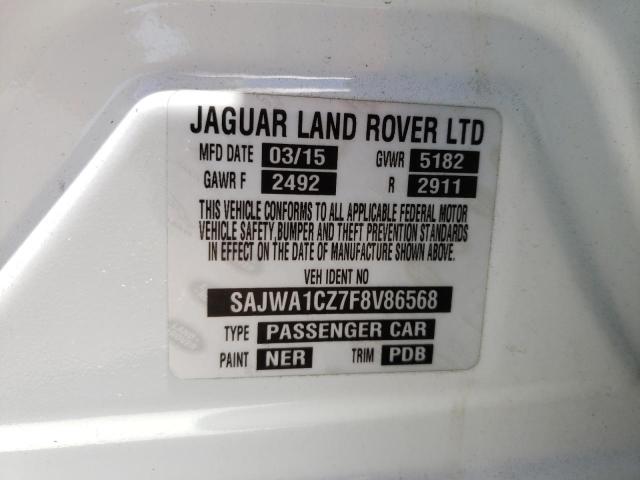 JAGUAR LAND ROVER LTD
MFD DATE 03/15 GVWR 5182
GAWR F 2492 R 2911
THIS VEHICLE CONFORMS TO ALL APPLICABLE FEDERAL MOTOR
VEHICLE SAFETY,BUMPER AND THEFT PREVENTION STANDARDS
IN EFFECT ON THE DATE OF MANUFACTURE SHOWN ABOVE.
VEH IDENT NO
SAJWA1CZ7F8V86568
TYPE PASSENGER CAR
PAINT NER TRIM PDB